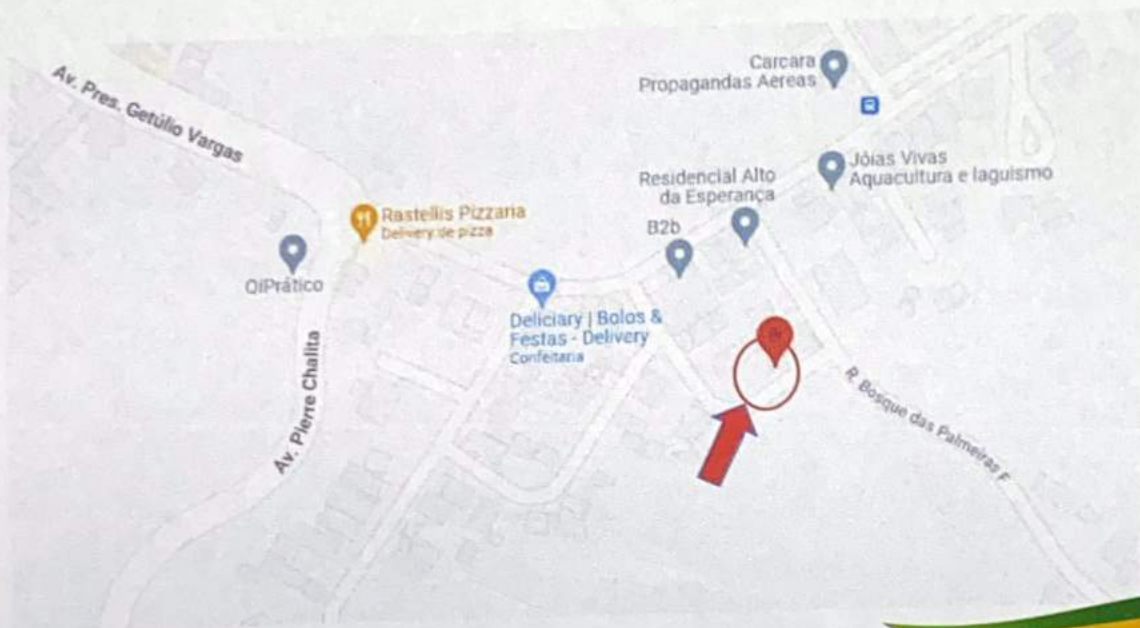 Av. Pres. Getúlio Vargas
Carcara
Propagandas Aereas
Jóias Vivas
Aquacultura e laguismo
Residencial Alto
da Esperança
B2b
Rastellis Pizzaria
Delivery de pizza
QiPrático
Deliciary | Bolos &
Festas - Delivery
Confeitaria
Av. Pierre Chalita
R. Bosque das Palmeiras F